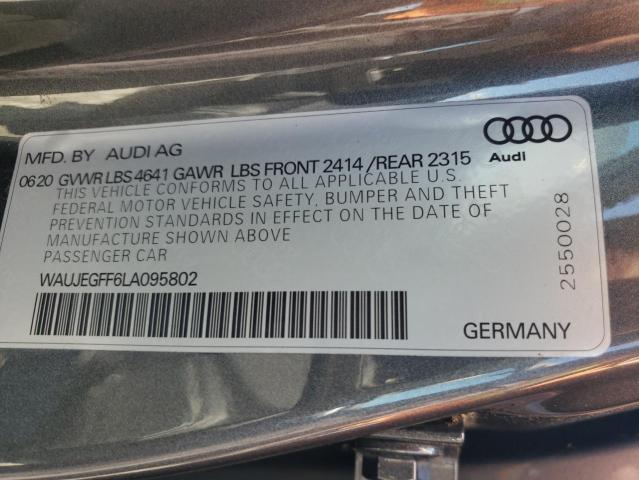 MFD. BY AUDI AG
Audi
0620 GVWR LBS 4641 GAWR LBS FRONT 2414 /REAR 2315
THIS VEHICLE CONFORMS TO ALL APPLICABLE U.S.
FEDERAL MOTOR VEHICLE SAFETY, BUMPER AND THEFT
PREVENTION STANDARDS IN EFFECT ON THE DATE OF
MANUFACTURE SHOWN ABOVE
PASSENGER CAR
WAUJEGFF6LA095802
GERMANY
2550028